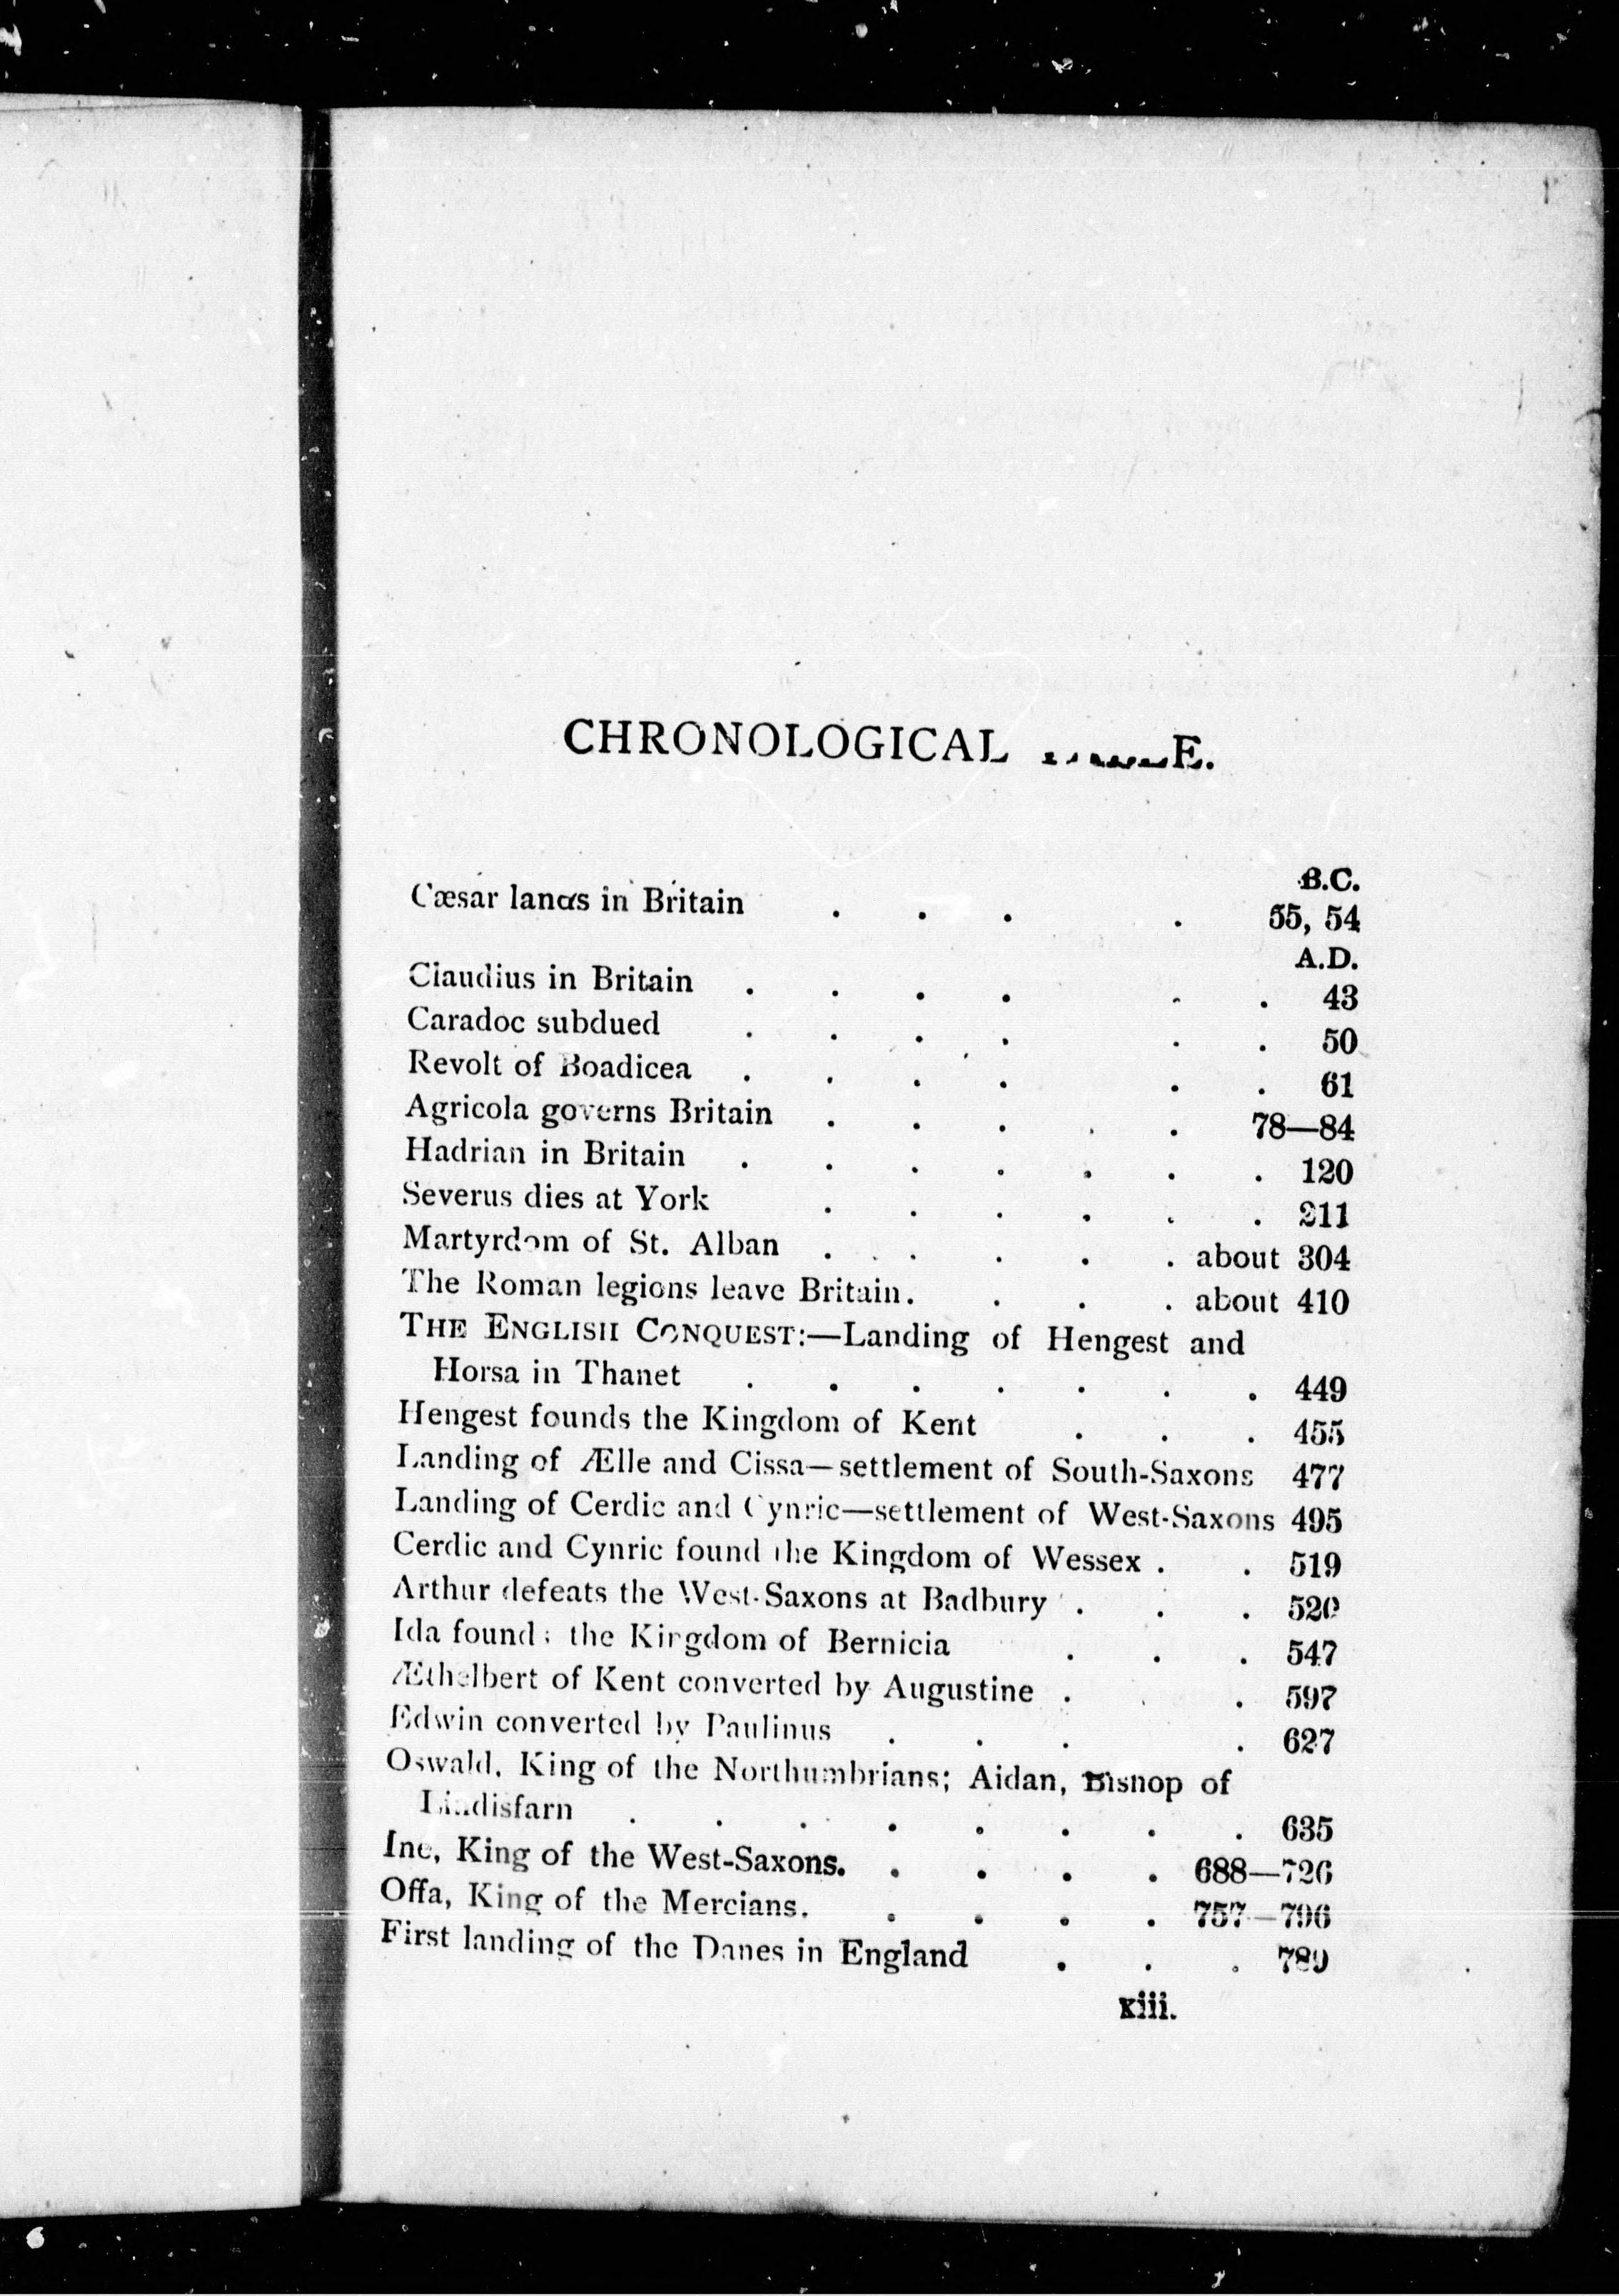 CHRONOLOGICAL TABLE.
B.C.
Cæsar lands in Britain . . . . 55, 54
A.D.
Claudius in Britain . . . . . . 43
Caradoc subdued . . . . . . 50
Revolt of Boadicea . . . . . . 61
Agricola governs Britain . . . . . 78—84
Hadrian in Britain . . . . . . . 120
Severus dies at York . . . . . . 211
Martyrdom of St. Alban . . . . . about 304
The Roman legions leave Britain. . . . about 410
THE ENGLISH CONQUEST:—Landing of Hengest and
Horsa in Thanet . . . . . . . 449
Hengest founds the Kingdom of Kent . . . 455
Landing of Ælle and Cissa—settlement of South-Saxons 477
Landing of Cerdic and Cynric—settlement of West-Saxons 495
Cerdic and Cynric found the Kingdom of Wessex . . 519
Arthur defeats the West-Saxons at Badbury . . . 520
Ida founds the Kingdom of Bernicia . . . 547
Æthelbert of Kent converted by Augustine . . . 597
Edwin converted by Paulinus . . . . 627
Oswald, King of the Northumbrians; Aidan, Bishop of
Lindisfarn . . . . . . . . 635
Ine, King of the West-Saxons. . . . . 688—726
Offa, King of the Mercians. . . . . 757—796
First landing of the Danes in England . . . 789
xiii.